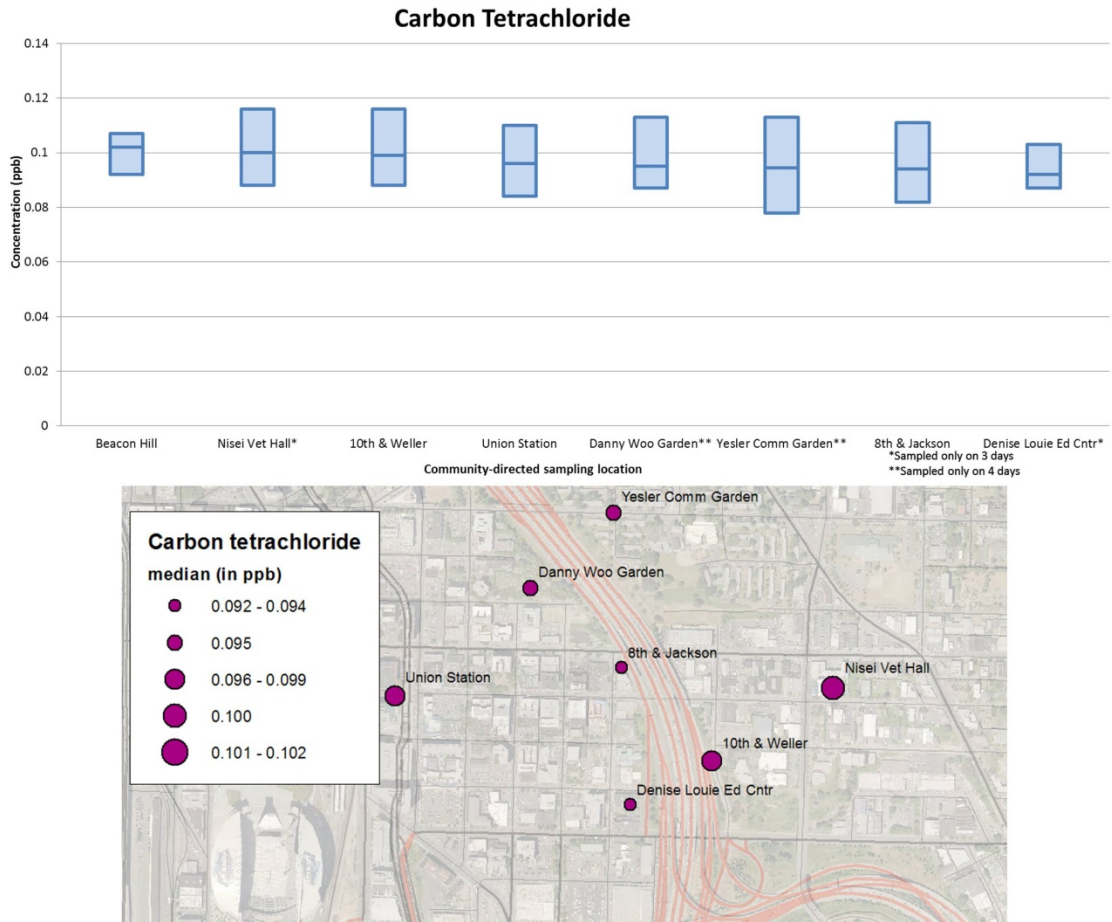 Carbon Tetrachloride
0.14
0.12
0.1
0.08
0.06
0.04
0.02
0
Concentration (ppb)
Beacon Hill Nisei Vet Hall* 10th & Weller Union Station Danny Woo Garden** Yesler Comm Garden** 8th & Jackson Denise Louie Ed Cntr*
*Sampled only on 3 days
Community-directed sampling location
**Sampled only on 4 days
Carbon tetrachloride
median (in ppb)
0.092 - 0.094
0.095
0.096 - 0.099
0.100
0.101 - 0.102
Yesler Comm Garden
Danny Woo Garden
8th & Jackson
Nisei Vet Hall
Union Station
10th & Weller
Denise Louie Ed Cntr